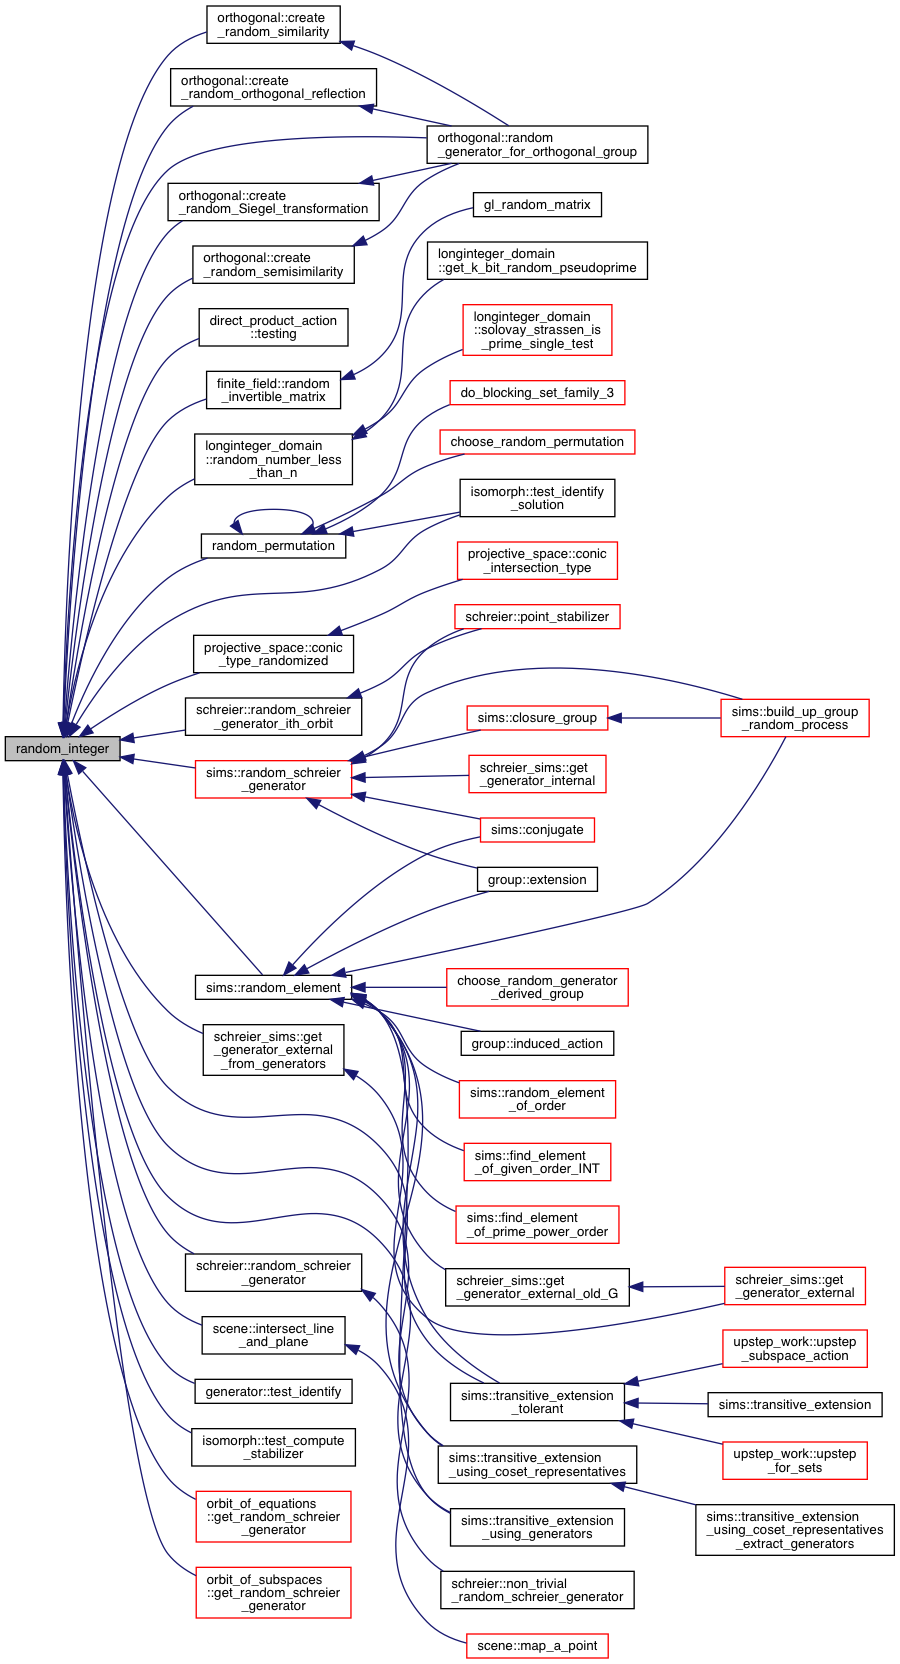 orthogonal::create
_random_similarity
orthogonal::create
_random_orthogonal_reflection
orthogonal::random
_generator_for_orthogonal_group
orthogonal::create
_random_Siegel_transformation
gl_random_matrix
orthogonal::create
_random_semisimilarity
longinteger_domain
::get_k_bit_random_pseudoprime
direct_product_action
::testing
longinteger_domain
::solovay_strassen_is
_prime_single_test
finite_field::random
_invertible_matrix
do_blocking_set_family_3
longinteger_domain
::random_number_less
_than_n
choose_random_permutation
isomorph::test_identify
_solution
random_permutation
projective_space::conic
_intersection_type
schreier::point_stabilizer
projective_space::conic
_type_randomized
schreier::random_schreier
_generator_ith_orbit
sims::closure_group
sims::build_up_group
_random_process
random_integer
sims::random_schreier
_generator
schreier_sims::get
_generator_internal
sims::conjugate
group::extension
sims::random_element
choose_random_generator
_derived_group
group::induced_action
schreier_sims::get
_generator_external
_from_generators
sims::random_element
_of_order
sims::find_element
_of_given_order_INT
sims::find_element
_of_prime_power_order
schreier::random_schreier
_generator
schreier_sims::get
_generator_external_old_G
schreier_sims::get
_generator_external
scene::intersect_line
_and_plane
upstep_work::upstep
_subspace_action
generator::test_identify
sims::transitive_extension
_tolerant
sims::transitive_extension
isomorph::test_compute
_stabilizer
sims::transitive_extension
_using_coset_representatives
upstep_work::upstep
_for_sets
orbit_of_equations
::get_random_schreier
_generator
sims::transitive_extension
_using_generators
sims::transitive_extension
_using_coset_representatives
_extract_generators
orbit_of_subspaces
::get_random_schreier
_generator
schreier::non_trivial
_random_schreier_generator
scene::map_a_point